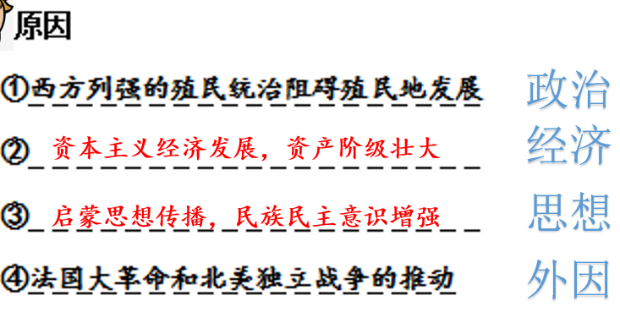 原因
①西方列强的殖民统治阻碍殖民地发展 政治
② 资本主义经济发展，资产阶级壮大 经济
③ 启蒙思想传播，民族民主意识增强 思想
④法国大革命和北美独立战争的推动 外因